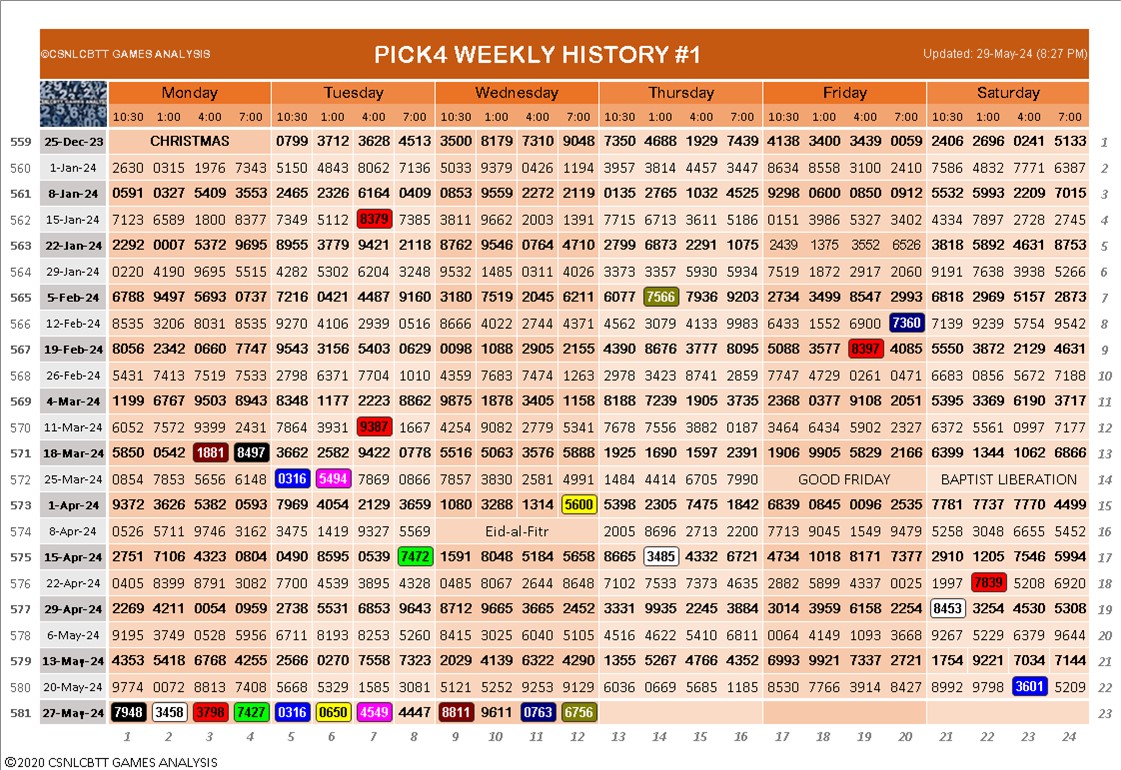 ©CSNLCBTT GAMES ANALYSIS PICK4 WEEKLY HISTORY #1 Updated: 29-May-24 (8:27 PM)
Monday Tuesday Wednesday Thursday Friday Saturday
10:30 1:00 4:00 7:00 10:30 1:00 4:00 7:00 10:30 1:00 4:00 7:00 10:30 1:00 4:00 7:00 10:30 1:00 4:00 7:00 10:30 1:00 4:00 7:00
559 25-Dec-23 CHRISTMAS 0799 3712 3628 4513 3500 8179 7310 9048 7350 4688 1929 7439 4138 3400 3439 0059 2406 2696 0241 5133 1
560 1-Jan-24 2630 0315 1976 7343 5150 4843 8062 7136 5033 9379 0426 1194 3957 3814 4457 3447 8634 8558 3100 2410 7586 4832 7771 6387 2
561 8-Jan-24 0591 0327 5409 3553 2465 2326 6164 0409 0853 9559 2272 2119 0135 2765 1032 4525 9298 0600 0850 0912 5532 5993 2209 7015 3
562 15-Jan-24 7123 6589 1800 8377 7349 5112 8379 7385 3811 9662 2003 1391 7715 6713 3611 5186 0151 3986 5327 3402 4334 7897 2728 2745 4
563 22-Jan-24 2292 0007 5372 9695 8955 3779 9421 2118 8762 9546 0764 4710 2799 6873 2291 1075 2439 1375 3552 6526 3818 5892 4631 8753 5
564 29-Jan-24 0220 4190 9695 5515 4282 5302 6204 3248 9532 1485 0311 4026 3373 3357 5930 5934 7519 1872 2917 2060 9191 7638 3938 5266 6
565 5-Feb-24 6788 9497 5693 0737 7216 0421 4487 9160 3180 7519 2045 6211 6077 7566 7936 9203 2734 3499 8547 2993 6818 2969 5157 2873 7
566 12-Feb-24 8535 3206 8031 8535 9270 4106 2939 0516 8666 4022 2744 4371 4562 3079 4133 9983 6433 1552 6900 7360 7139 9239 5754 9542 8
567 19-Feb-24 8056 2342 0660 7747 9543 3156 5403 0629 0098 1088 2905 2155 4390 8676 3777 8095 5088 3577 8397 4085 5550 3872 2129 4631 9
568 26-Feb-24 5431 7413 7519 7533 2798 6371 7704 1010 4359 7683 7474 1263 2978 3423 8741 2859 7747 4729 0261 0471 6683 0856 5672 7188 10
569 4-Mar-24 1199 6767 9503 8943 8348 1177 2223 8862 9875 1878 3405 1158 8188 7239 1905 3735 2368 0377 9108 2051 5395 3369 6190 3717 11
570 11-Mar-24 6052 7572 9399 2431 7864 3931 9387 1667 4254 9082 2779 5341 7678 7556 3882 0187 3464 6434 5902 2327 6372 5561 0997 7177 12
571 18-Mar-24 5850 0542 1881 8497 3662 2582 9422 0778 5516 5063 3576 5888 1925 1690 1597 2391 1906 9905 5829 2166 6399 1344 1062 6866 13
572 25-Mar-24 0854 7853 5656 6148 0316 5494 7869 0866 7857 3830 2581 4991 1484 4414 6705 7990 GOOD FRIDAY BAPTIST LIBERATION 14
573 1-Apr-24 9372 3626 5382 0593 7969 4054 2129 3659 1080 3288 1314 5600 5398 2305 7475 1842 6839 0845 0096 2535 7781 7737 7770 4499 15
574 8-Apr-24 0526 5711 9746 3162 3475 1419 9327 5569 Eid-al-Fitr 2005 8696 2713 2200 7713 9045 1549 9479 5258 3048 6655 5452 16
575 15-Apr-24 2751 7106 4323 0804 0490 8595 0539 7472 1591 8048 5184 5658 8665 3485 4332 6721 4734 1018 8171 7377 2910 1205 7546 5994 17
576 22-Apr-24 0405 8399 8791 3082 7700 4539 3895 4328 0485 8067 2644 8648 7102 7533 7373 4635 2882 5899 4337 0025 1997 7839 5208 6920 18
577 29-Apr-24 2269 4211 0054 0959 2738 5531 6853 9643 8712 9665 3665 2452 3331 9935 2245 3884 3014 3959 6158 2254 8453 3254 4530 5308 19
578 6-May-24 9195 3749 0528 5956 6711 8193 8253 5260 8415 3025 6040 5105 4516 4622 5410 6811 0064 4149 1093 3668 9267 5229 6379 9644 20
579 13-May-24 4353 5418 6768 4255 2566 0270 7558 7323 2029 4139 6322 4290 1355 5267 4766 4352 6993 9921 7337 2721 1754 9221 7034 7144 21
580 20-May-24 9774 0072 8813 7408 5668 5329 1585 3081 5121 5252 9253 9129 6036 0669 5685 1185 8530 7766 3914 8427 8992 9798 3601 5209 22
581 27-May-24 7948 3458 3798 7427 0316 0650 4549 4447 8811 9611 0763 6756 23
1 2 3 4 5 6 7 8 9 10 11 12 13 14 15 16 17 18 19 20 21 22 23 24
©2020 CSNLCBTT GAMES ANALYSIS